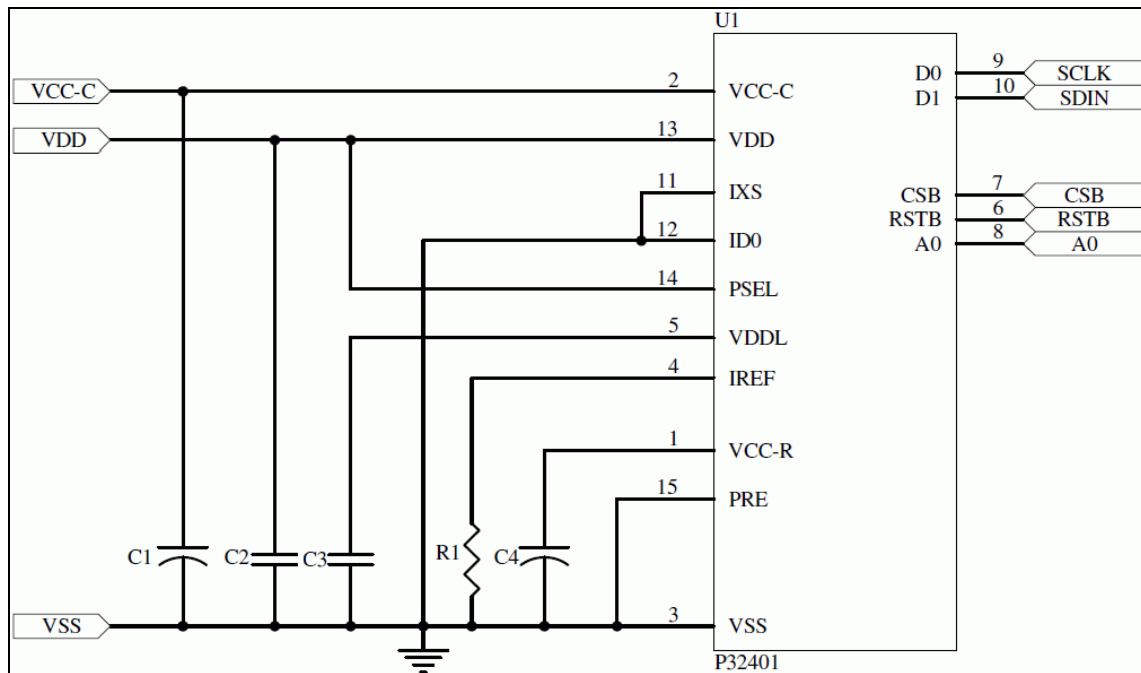 U1
VCC-C 2 VCC-C D0 9 SCLK
D1 10 SDIN
VDD 13 VDD
11 IXS CSB 7 CSB
RSTB 6 RSTB
12 ID0 A0 8 A0
14 PSEL
5 VDDL
4 IREF
1 VCC-R
15 PRE
C1 C2 C3 R1 C4
VSS 3 VSS
P32401